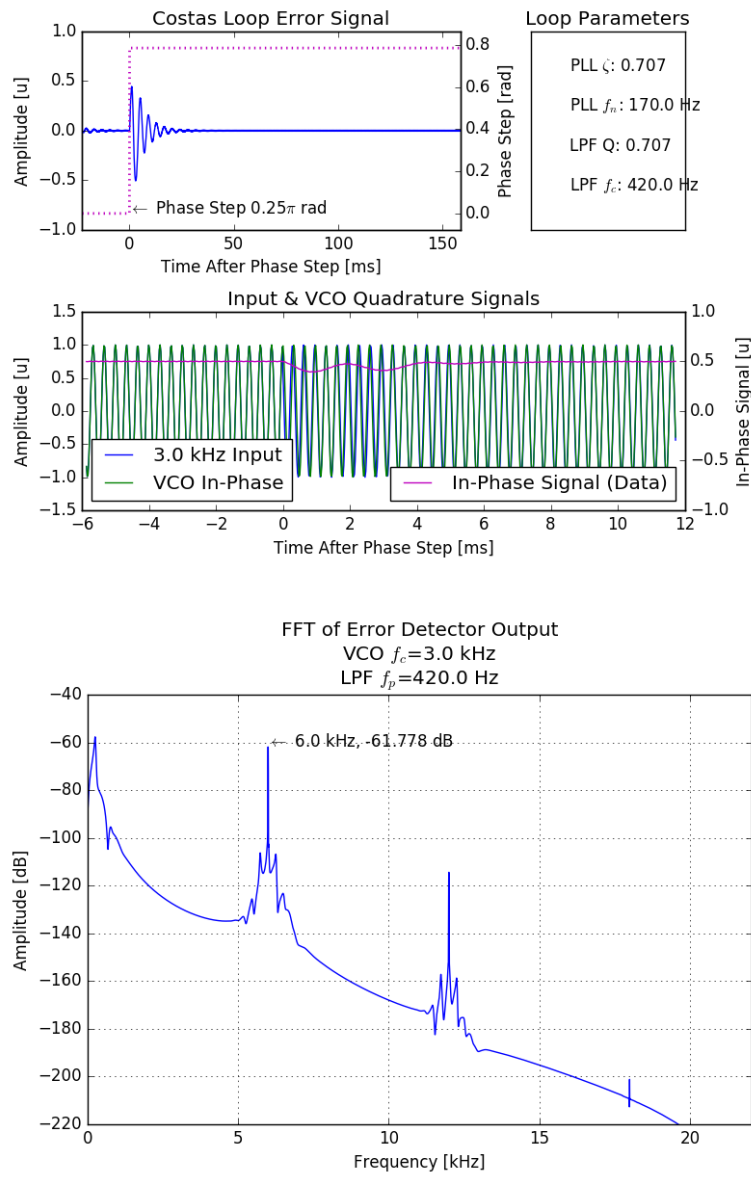 Costas Loop Error Signal
1.0
0.5
0.0
−0.5
−1.0
Amplitude [u]
0.8
0.6
0.4
0.2
0.0
Phase Step [rad]
← Phase Step 0.25π rad
0 50 100 150
Time After Phase Step [ms]
Loop Parameters
PLL ζ: 0.707
PLL fₙ: 170.0 Hz
LPF Q: 0.707
LPF f_c: 420.0 Hz
Input & VCO Quadrature Signals
1.5
1.0
0.5
0.0
−0.5
−1.0
−1.5
Amplitude [u]
1.0
0.5
0.0
−0.5
−1.0
In-Phase Signal [u]
3.0 kHz Input
VCO In-Phase
In-Phase Signal (Data)
−6 −4 −2 0 2 4 6 8 10 12
Time After Phase Step [ms]
FFT of Error Detector Output
VCO f_c=3.0 kHz
LPF f_p=420.0 Hz
−40
−60
−80
−100
−120
−140
−160
−180
−200
−220
Amplitude [dB]
← 6.0 kHz, -61.778 dB
0 5 10 15 20
Frequency [kHz]